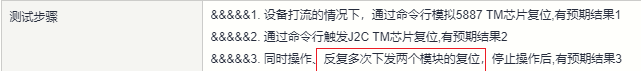 测试步骤
&&&&&1. 设备打流的情况下，通过命令行模拟5887 TM芯片复位,有预期结果1
&&&&&2. 通过命令行触发J2C TM芯片复位,有预期结果2
&&&&&3. 同时操作、反复多次下发两个模块的复位，停止操作后,有预期结果3